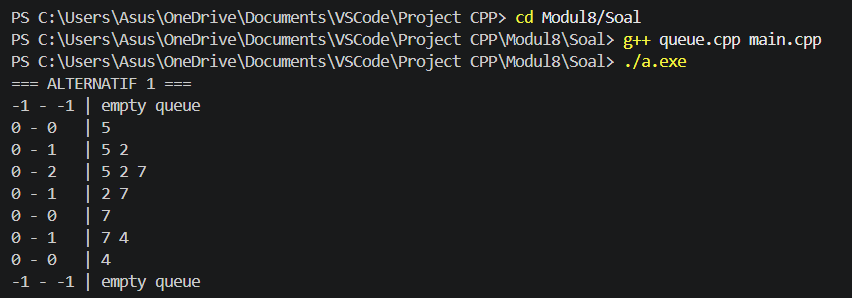 PS C:\Users\Asus\OneDrive\Documents\VSCode\Project CPP> cd Modul8/Soal
PS C:\Users\Asus\OneDrive\Documents\VSCode\Project CPP\Modul8\Soal> g++ queue.cpp main.cpp
PS C:\Users\Asus\OneDrive\Documents\VSCode\Project CPP\Modul8\Soal> ./a.exe
=== ALTERNATIF 1 ===
-1 - -1 | empty queue
0 - 0   | 5
0 - 1   | 5 2
0 - 2   | 5 2 7
0 - 1   | 2 7
0 - 0   | 7
0 - 1   | 7 4
0 - 0   | 4
-1 - -1 | empty queue